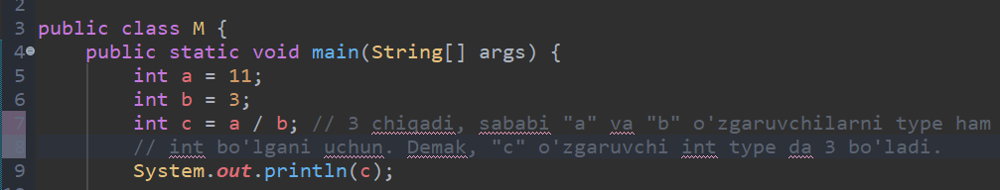 2
3 public class M {
4 public static void main(String[] args) {
5 int a = 11;
6 int b = 3;
7 int c = a / b; // 3 chiqadi, sababi "a" va "b" o'zgaruvchilarni type ham
8 // int bo'lgani uchun. Demak, "c" o'zgaruvchi int type da 3 bo'ladi.
9 System.out.println(c);